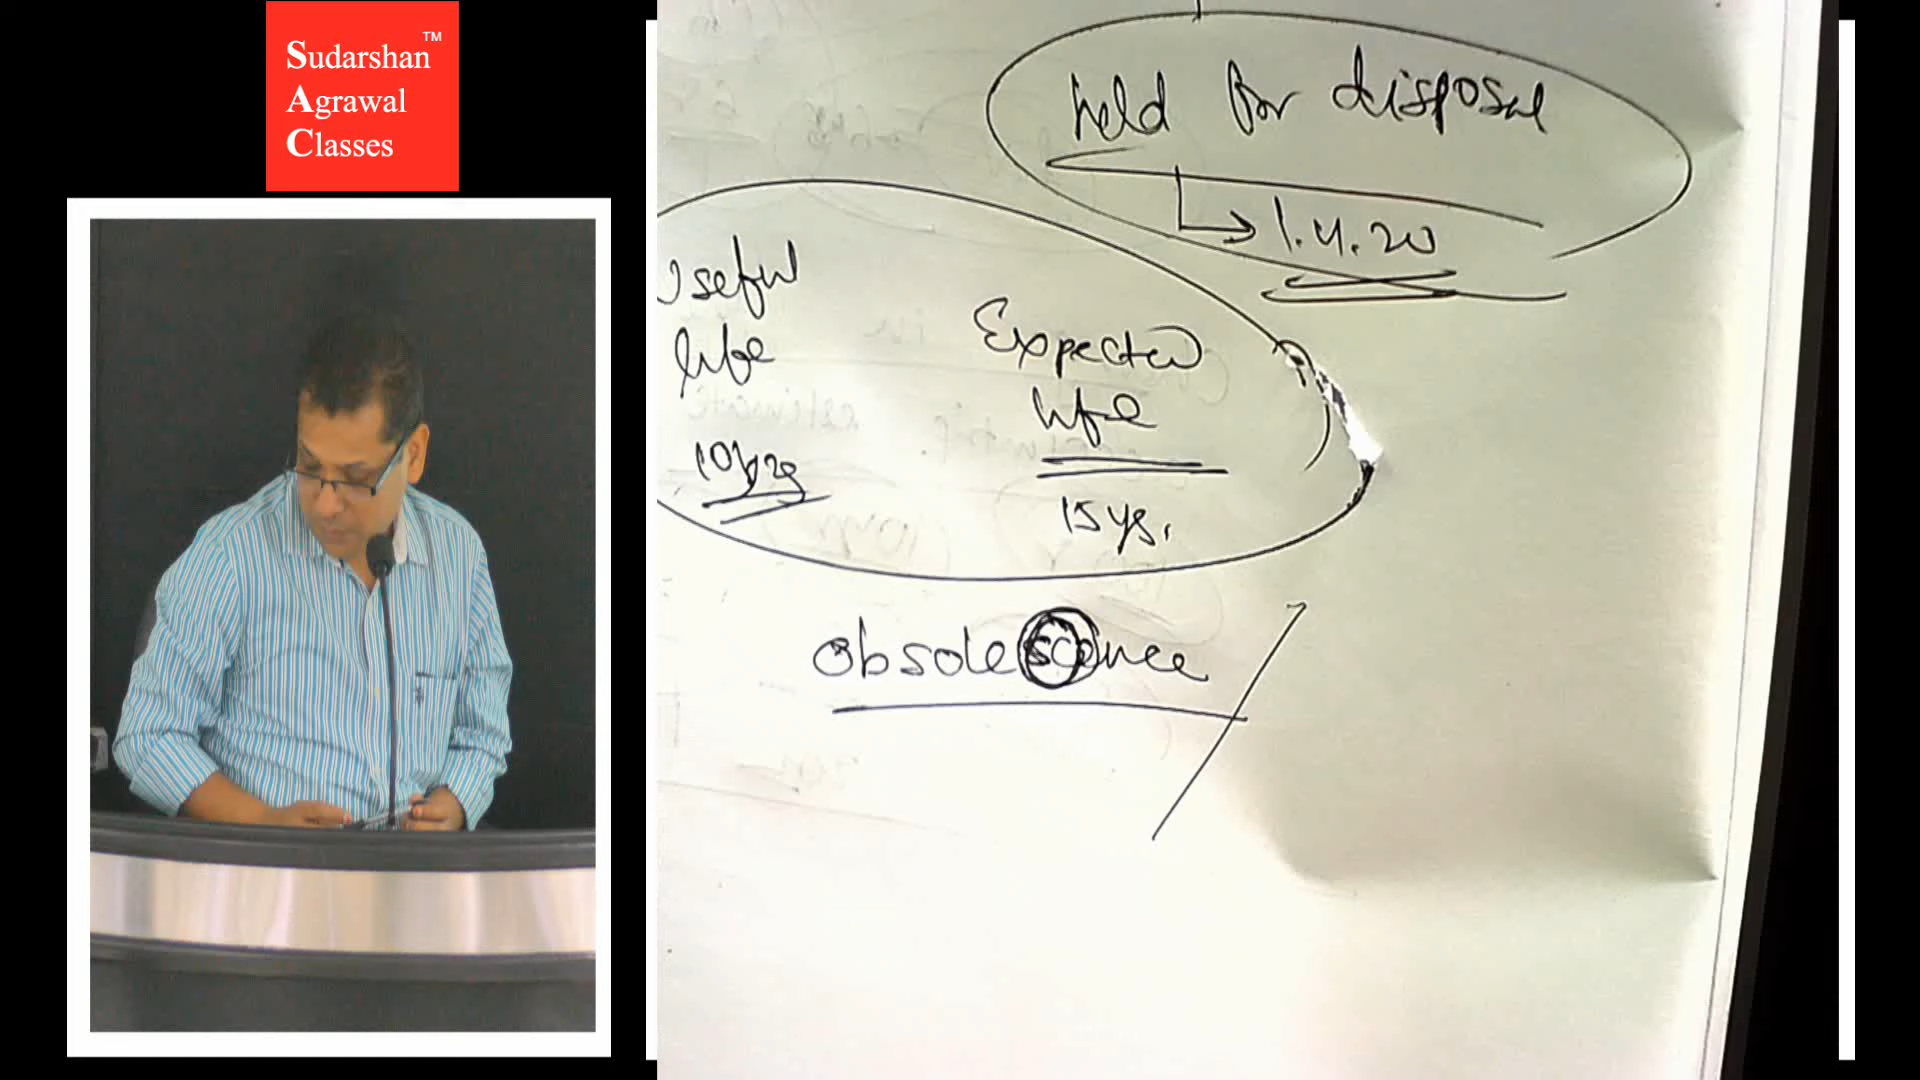 Sudarshan™
Agrawal
Classes
held for disposal
1.4.20
Useful
life
10yrs
Expected
life
15 yrs.
obsolescence